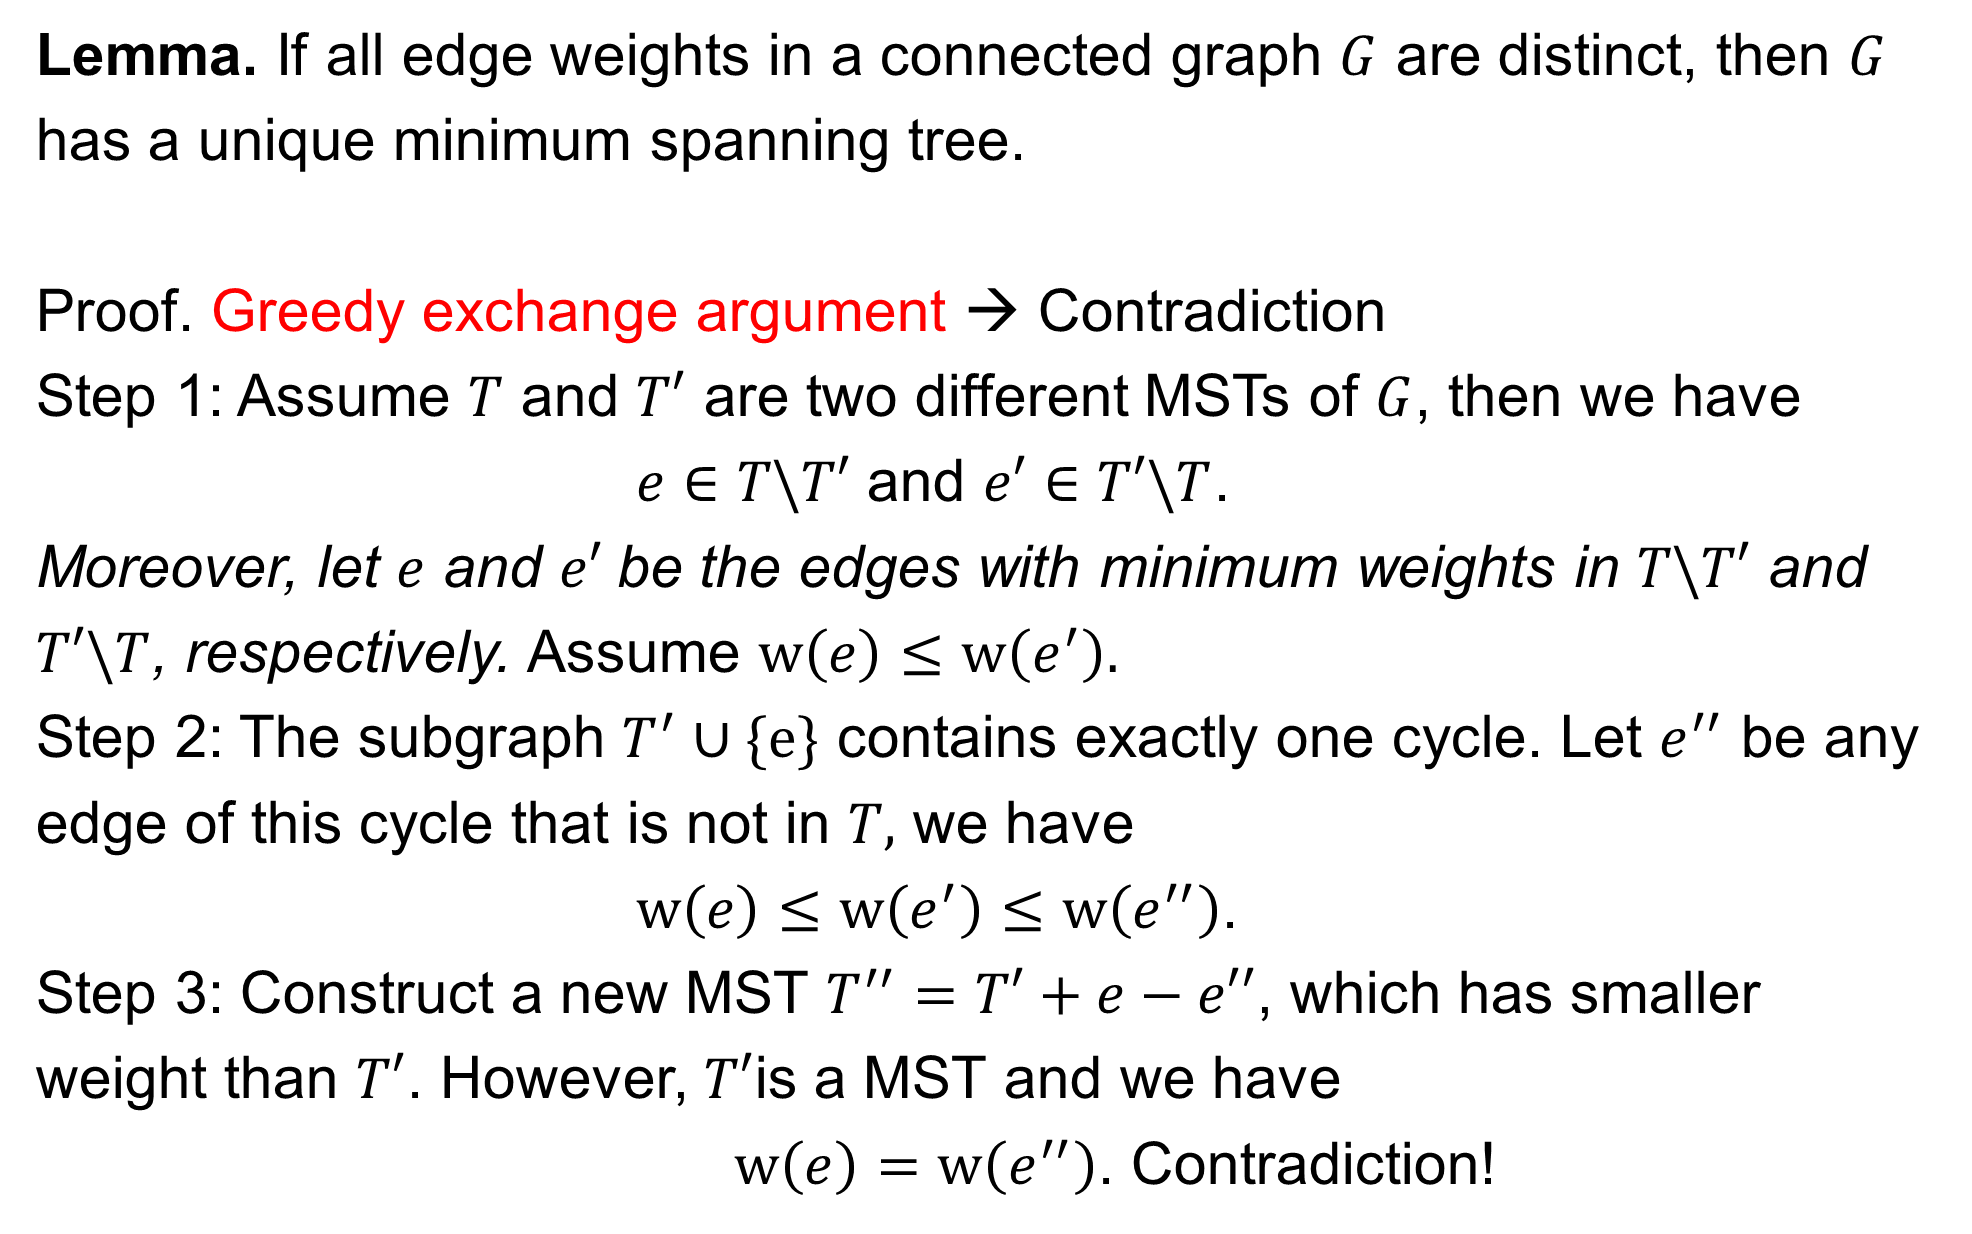 Lemma. If all edge weights in a connected graph 𝐺 are distinct, then 𝐺
has a unique minimum spanning tree.
Proof. Greedy exchange argument → Contradiction
Step 1: Assume 𝑇 and 𝑇′ are two different MSTs of 𝐺, then we have
𝑒 ∈ 𝑇\𝑇′ and 𝑒′ ∈ 𝑇′\𝑇.
Moreover, let 𝑒 and 𝑒′ be the edges with minimum weights in 𝑇\𝑇′ and
𝑇′\𝑇, respectively. Assume w(𝑒) ≤ w(𝑒′).
Step 2: The subgraph 𝑇′ ∪ {e} contains exactly one cycle. Let 𝑒′′ be any
edge of this cycle that is not in 𝑇, we have
w(𝑒) ≤ w(𝑒′) ≤ w(𝑒′′).
Step 3: Construct a new MST 𝑇′′ = 𝑇′ + 𝑒 − 𝑒′′, which has smaller
weight than 𝑇′. However, 𝑇′is a MST and we have
w(𝑒) = w(𝑒′′). Contradiction!